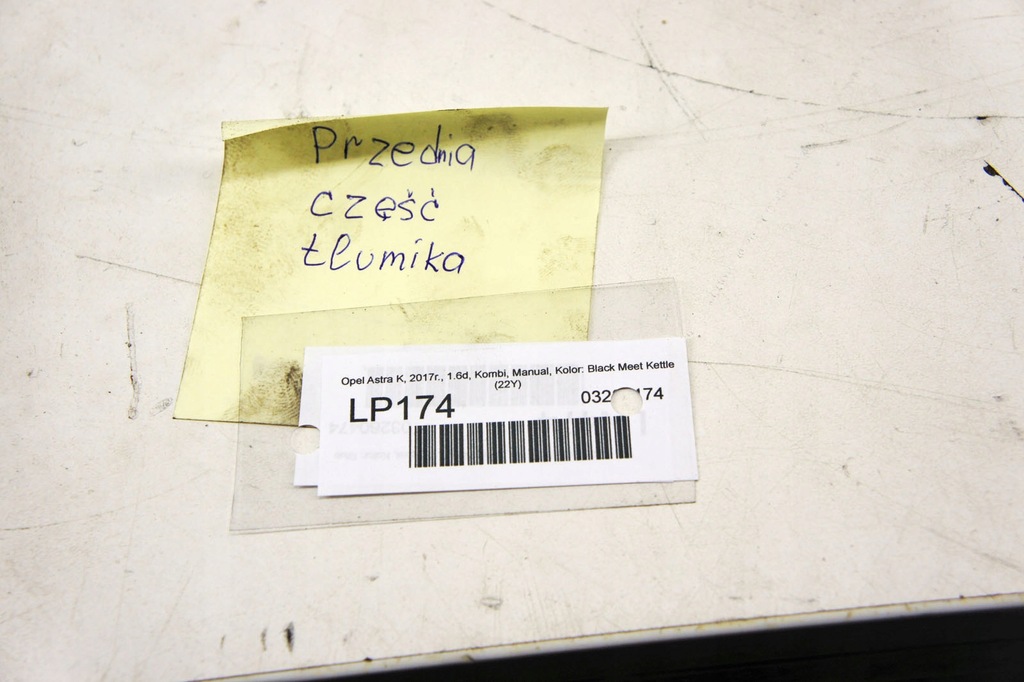 Przednia
część
tłumika
Opel Astra K, 2017r., 1.6d, Kombi, Manual, Kolor: Black Meet Kettle
(22Y)
LP174